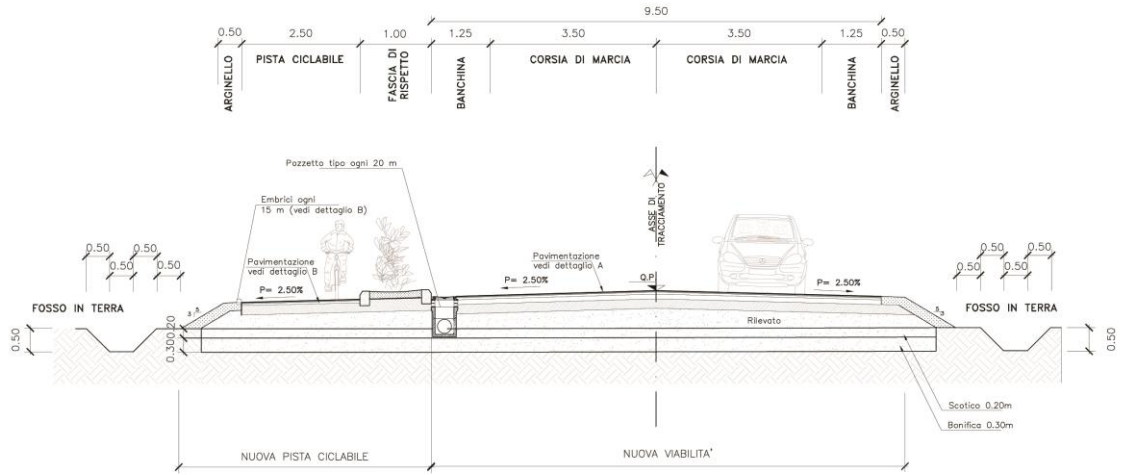 9.50
0.50 2.50 1.00 1.25 3.50 3.50 1.25 0.50
ARGINELLO
PISTA CICLABILE
FASCIA DI
RISPETTO
BANCHINA
CORSIA DI MARCIA
CORSIA DI MARCIA
BANCHINA
ARGINELLO
Pozzetto tipo ogni 20 m
Embrici ogni
15 m (vedi dettaglio B)
ASSE DI
TRACCIAMENTO
0.50 0.50
0.50 0.50
Pavimentazione
vedi dettaglio B
P= 2.50%
Pavimentazione
vedi dettaglio A
P= 2.50%
Q.P
P= 2.50%
0.50 0.50
0.50 0.50
FOSSO IN TERRA
FOSSO IN TERRA
Rilevato
0.50
0.20
0.30
0.50
Scotico 0.20m
Bonifica 0.30m
NUOVA PISTA CICLABILE
NUOVA VIABILITA'